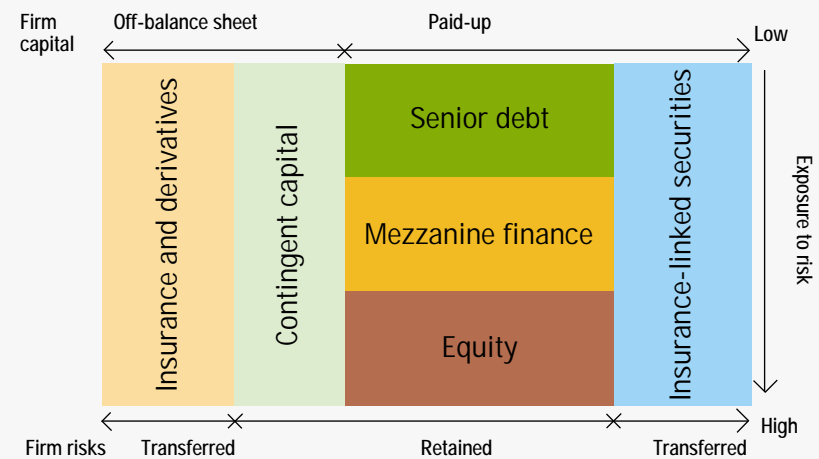 Firm
capital
Off-balance sheet
Paid-up
Low
Insurance and derivatives
Contingent capital
Senior debt
Mezzanine finance
Equity
Insurance-linked securities
Exposure to risk
High
Firm risks
Transferred
Retained
Transferred